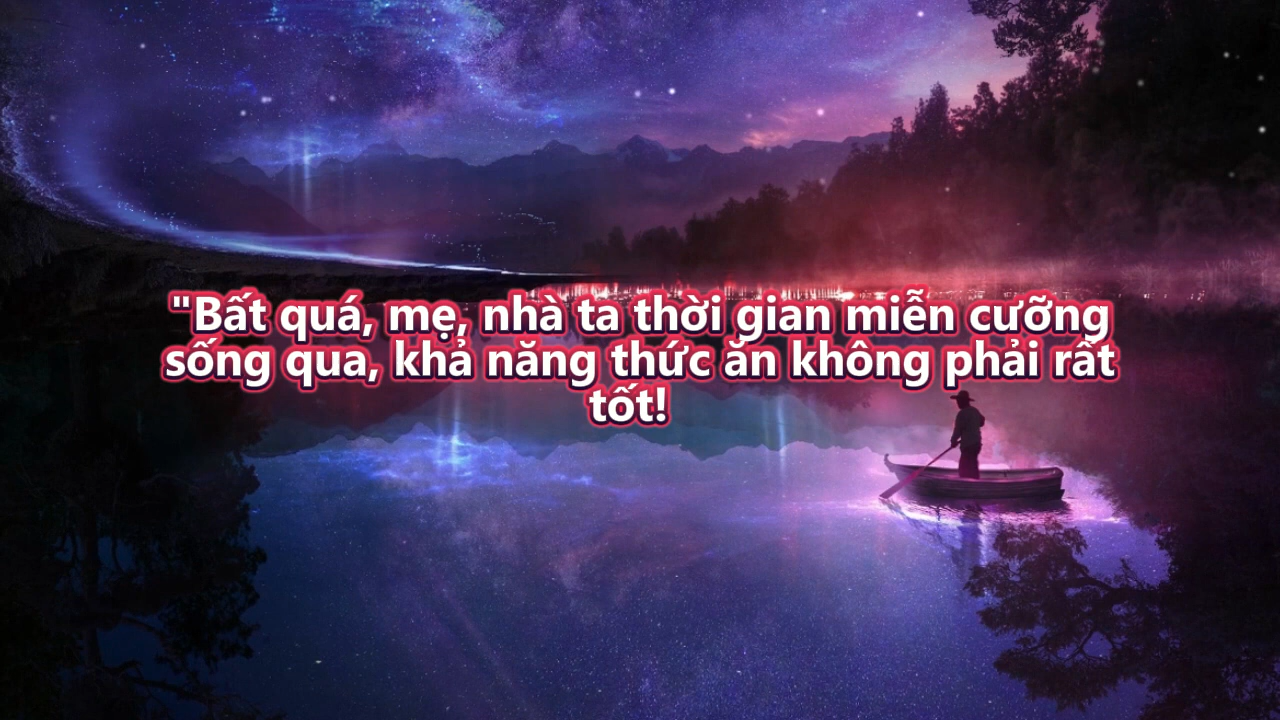 "Bất quá, mẹ, nhà ta thời gian miễn cưỡng
sống qua, khả năng thức ăn không phải rất
tốt!